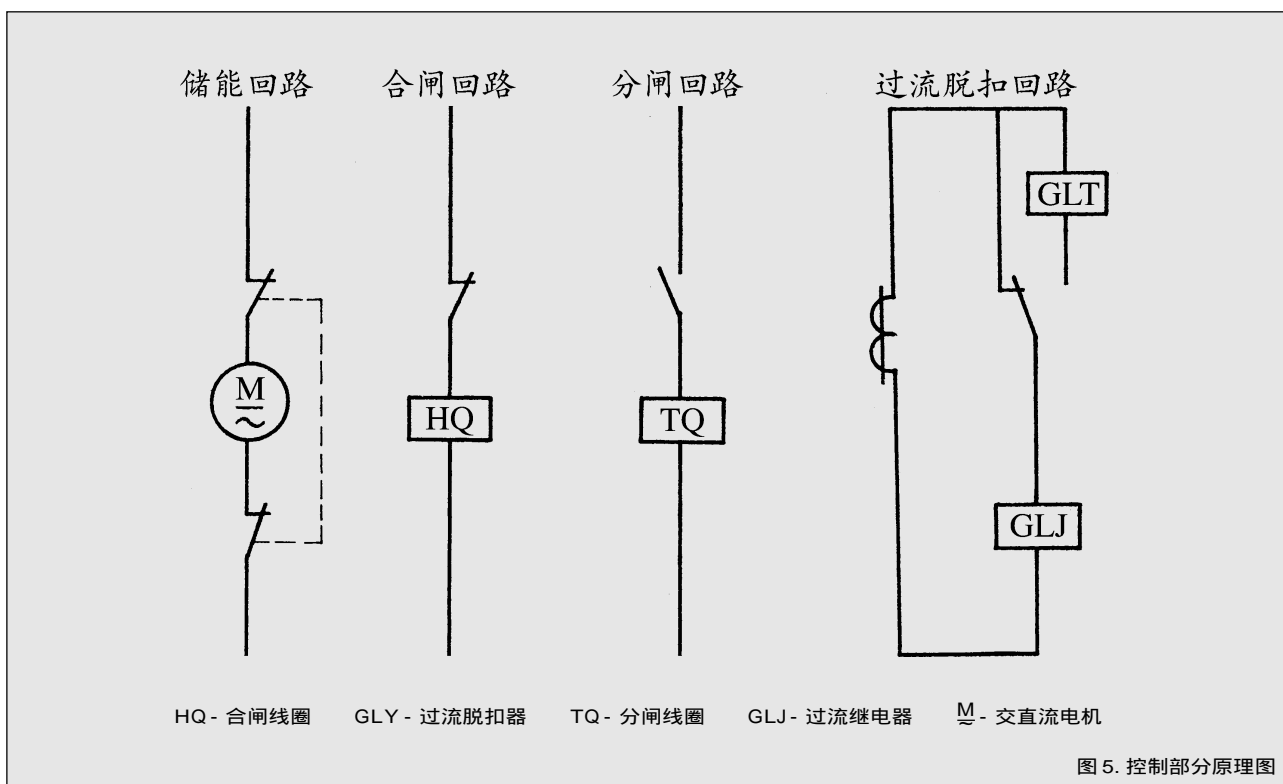 储能回路 合闸回路 分闸回路 过流脱扣回路
GLT
M
HQ
TQ
GLJ
HQ - 合闸线圈 GLY - 过流脱扣器 TQ - 分闸线圈 GLJ - 过流继电器 M - 交直流电机
图 5. 控制部分原理图